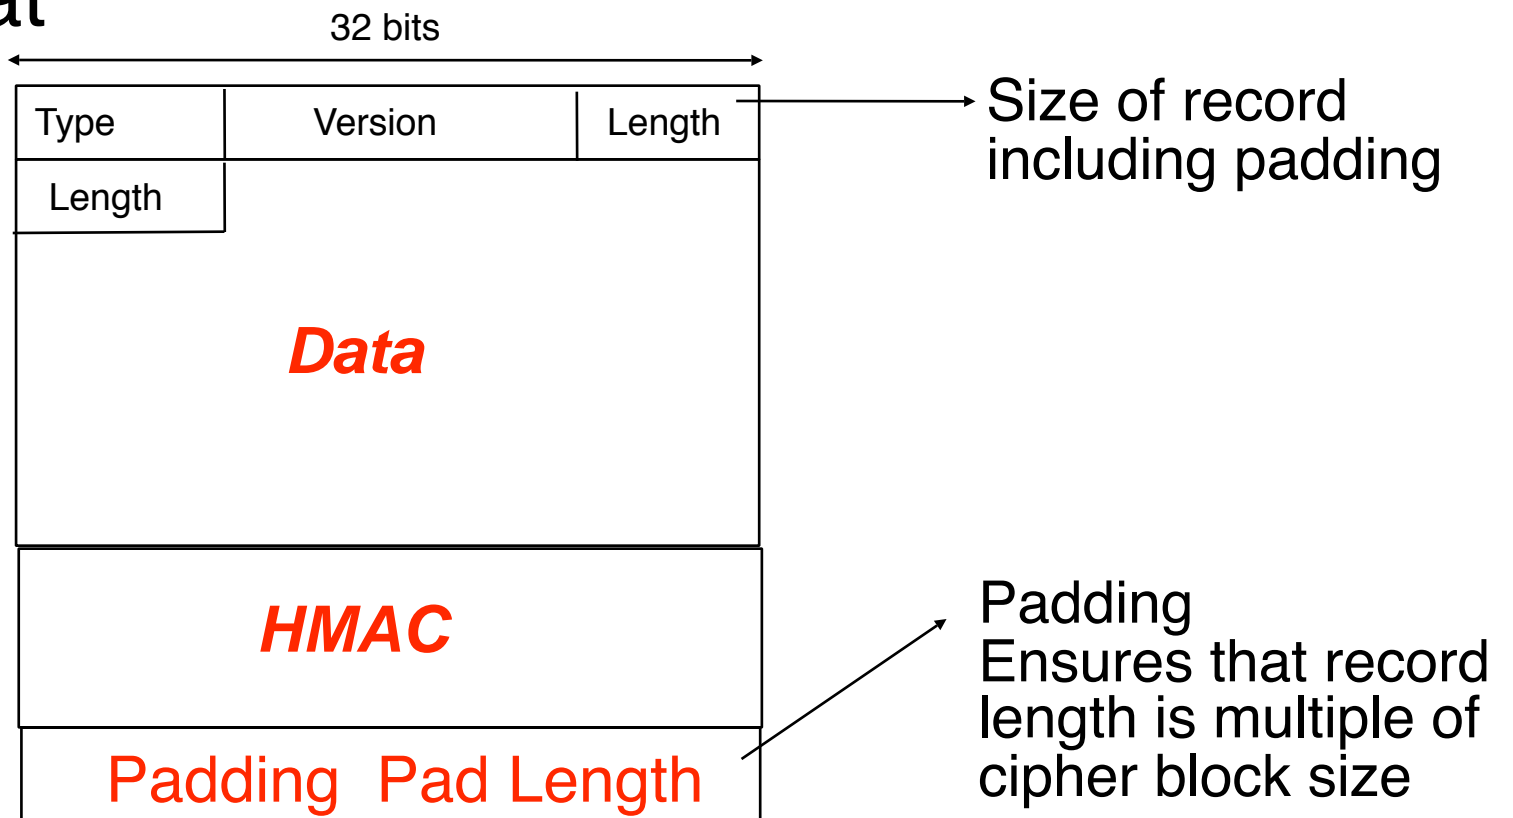 at
32 bits
Type Version Length
Size of record
including padding
Length
Data
HMAC
Padding
Ensures that record
length is multiple of
cipher block size
Padding Pad Length